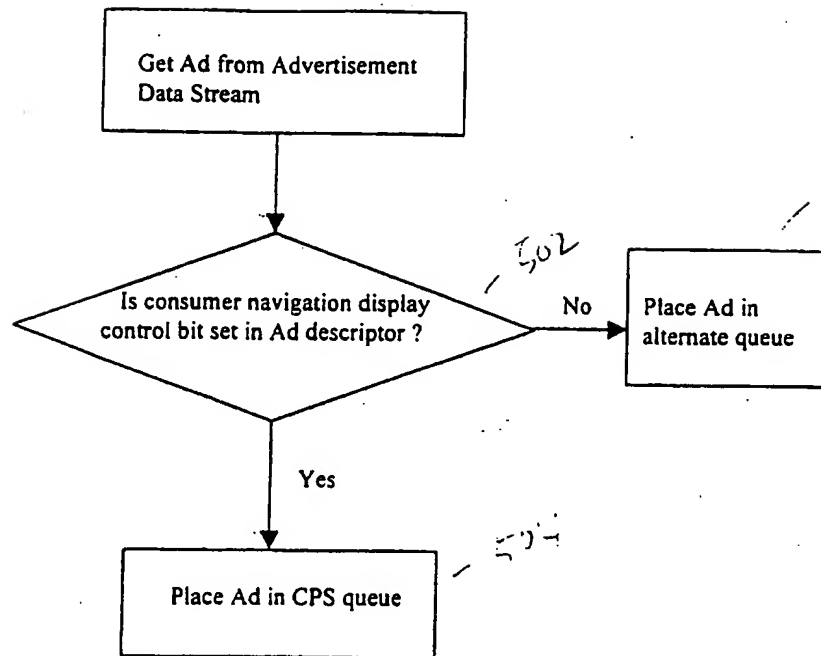 Get Ad from Advertisement
Data Stream
502
Is consumer navigation display
control bit set in Ad descriptor ?
No
Place Ad in
alternate queue
Yes
Place Ad in CPS queue